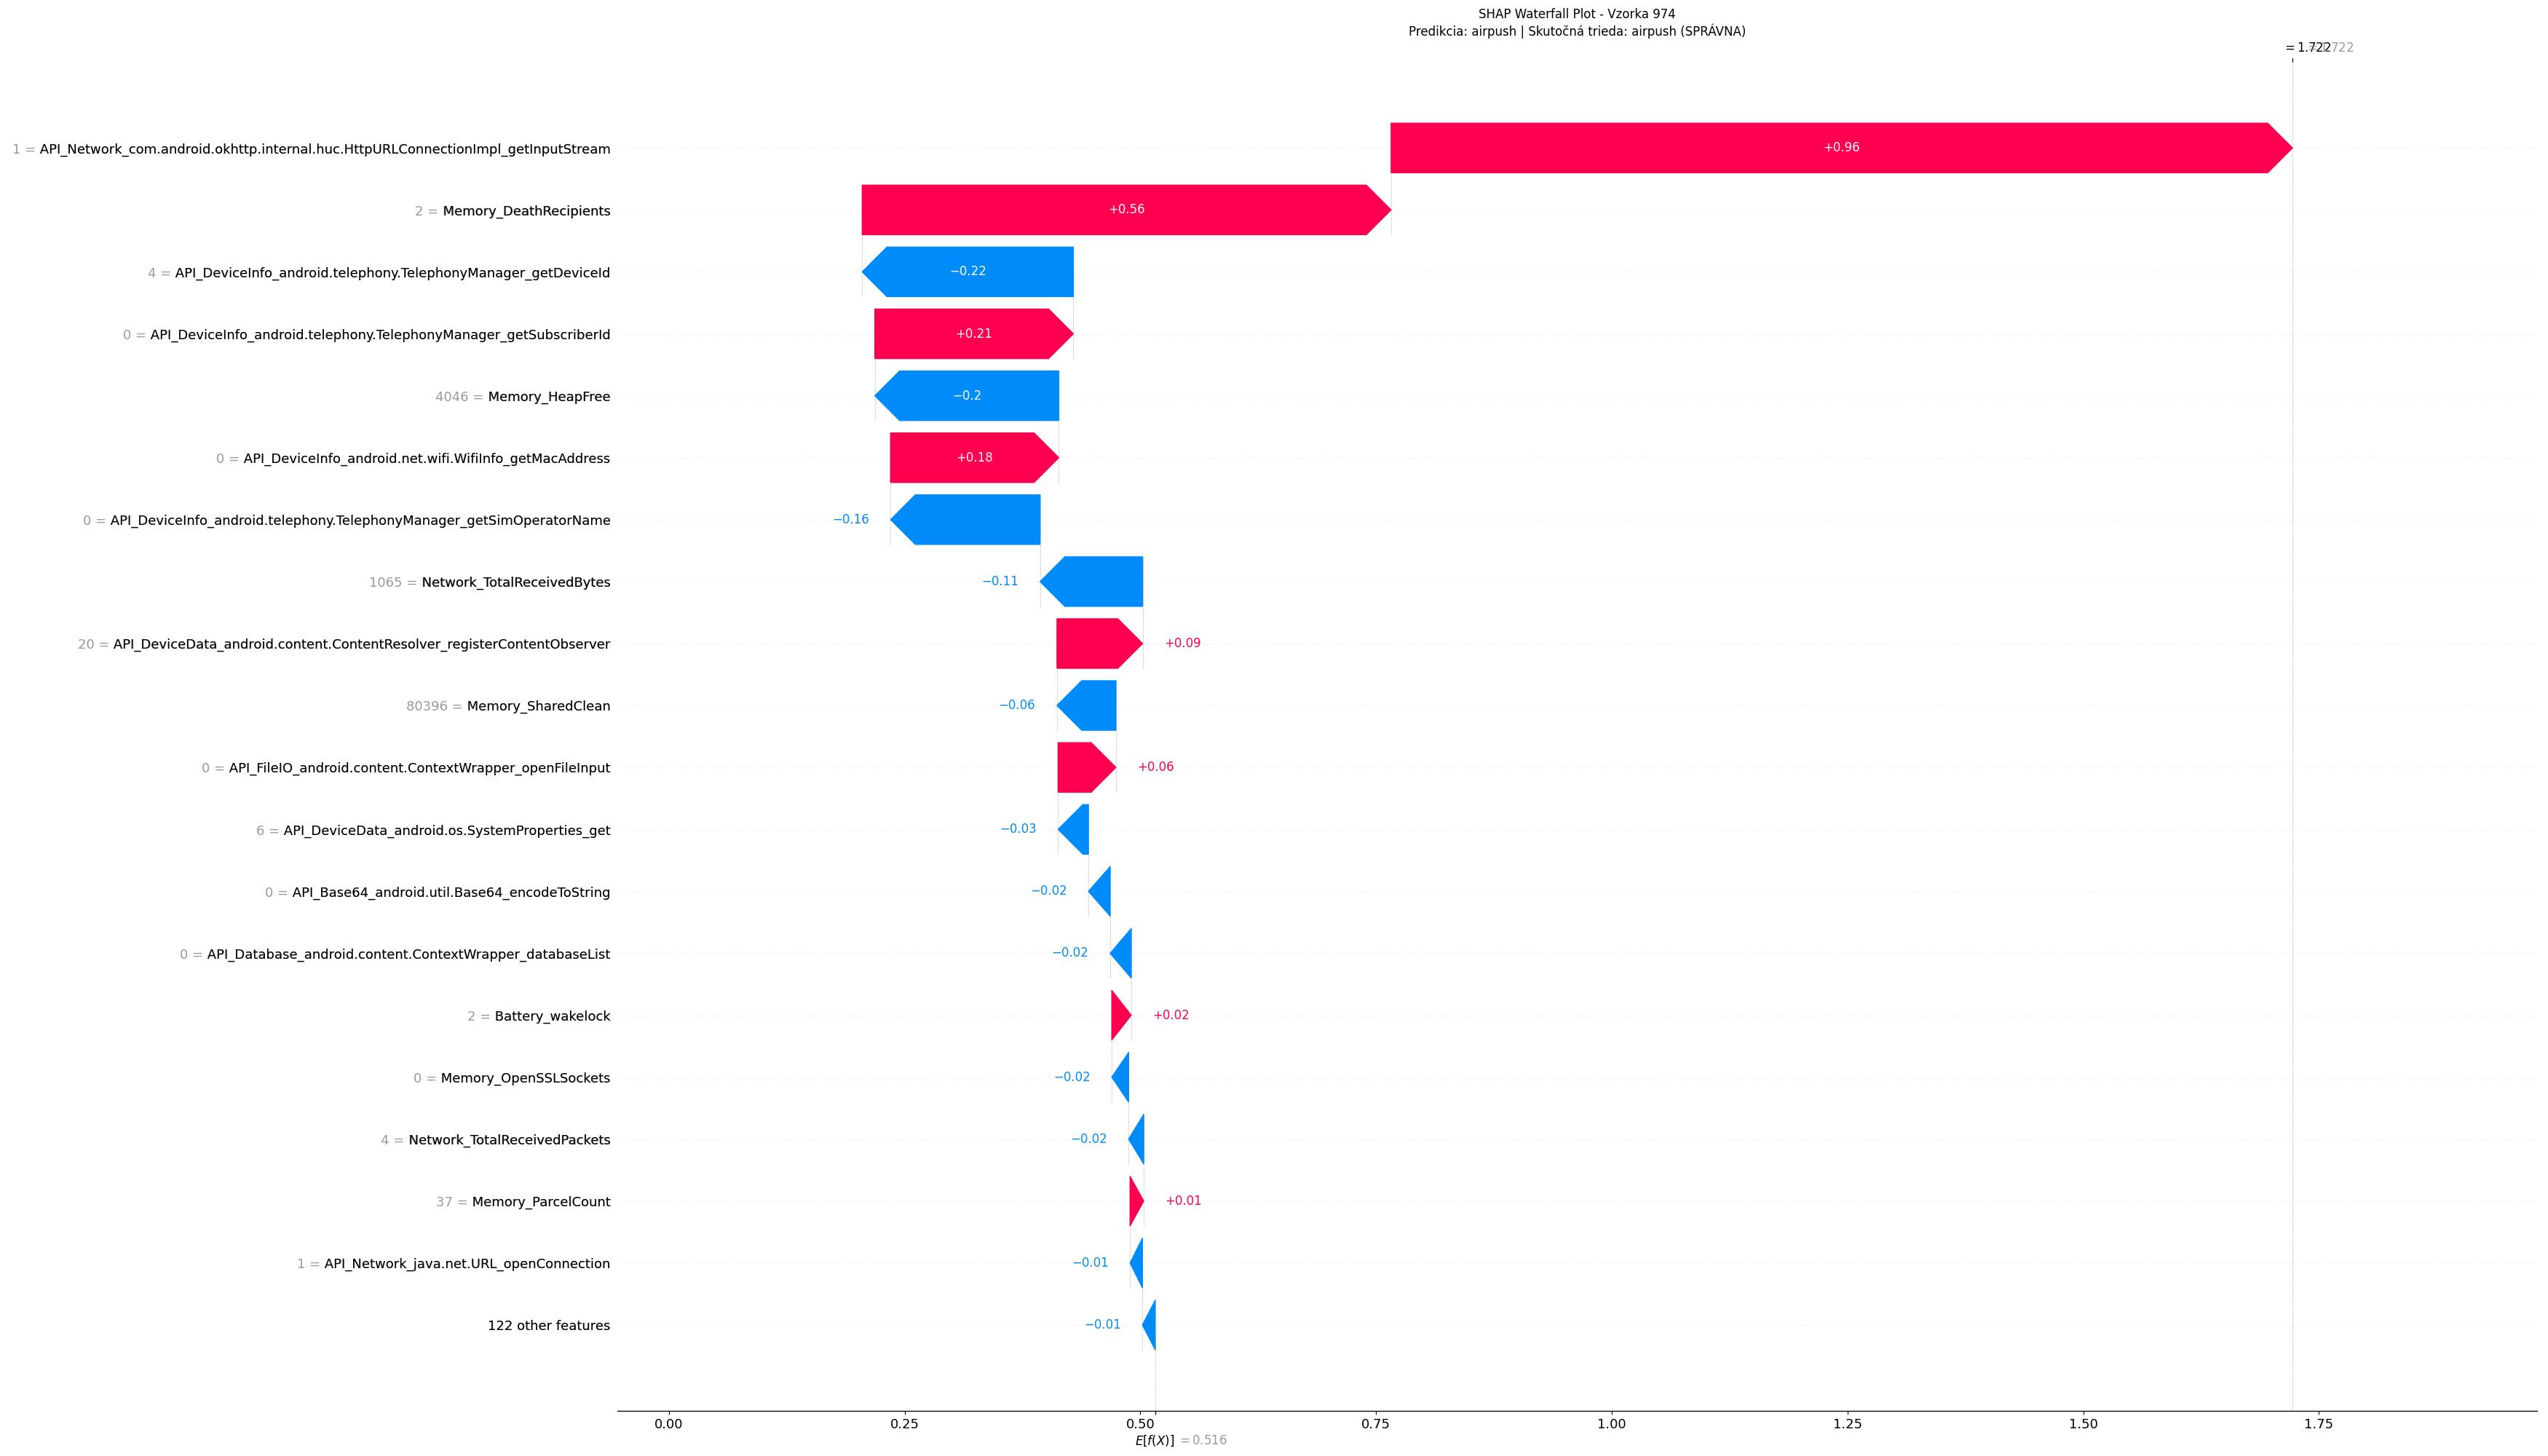 SHAP Waterfall Plot - Vzorka 974
Predikcia: airpush | Skutočná trieda: airpush (SPRÁVNA)
= 1.722
1 = API_Network_com.android.okhttp.internal.huc.HttpURLConnectionImpl_getInputStream +0.96
2 = Memory_DeathRecipients +0.56
4 = API_DeviceInfo_android.telephony.TelephonyManager_getDeviceId −0.22
0 = API_DeviceInfo_android.telephony.TelephonyManager_getSubscriberId +0.21
4046 = Memory_HeapFree −0.2
0 = API_DeviceInfo_android.net.wifi.WifiInfo_getMacAddress +0.18
0 = API_DeviceInfo_android.telephony.TelephonyManager_getSimOperatorName −0.16
1065 = Network_TotalReceivedBytes −0.11
20 = API_DeviceData_android.content.ContentResolver_registerContentObserver +0.09
80396 = Memory_SharedClean −0.06
0 = API_FileIO_android.content.ContextWrapper_openFileInput +0.06
6 = API_DeviceData_android.os.SystemProperties_get −0.03
0 = API_Base64_android.util.Base64_encodeToString −0.02
0 = API_Database_android.content.ContextWrapper_databaseList −0.02
2 = Battery_wakelock +0.02
0 = Memory_OpenSSLSockets −0.02
4 = Network_TotalReceivedPackets −0.02
37 = Memory_ParcelCount +0.01
1 = API_Network_java.net.URL_openConnection −0.01
122 other features −0.01
0.00 0.25 0.50 0.75 1.00 1.25 1.50 1.75
E[f(X)] = 0.516